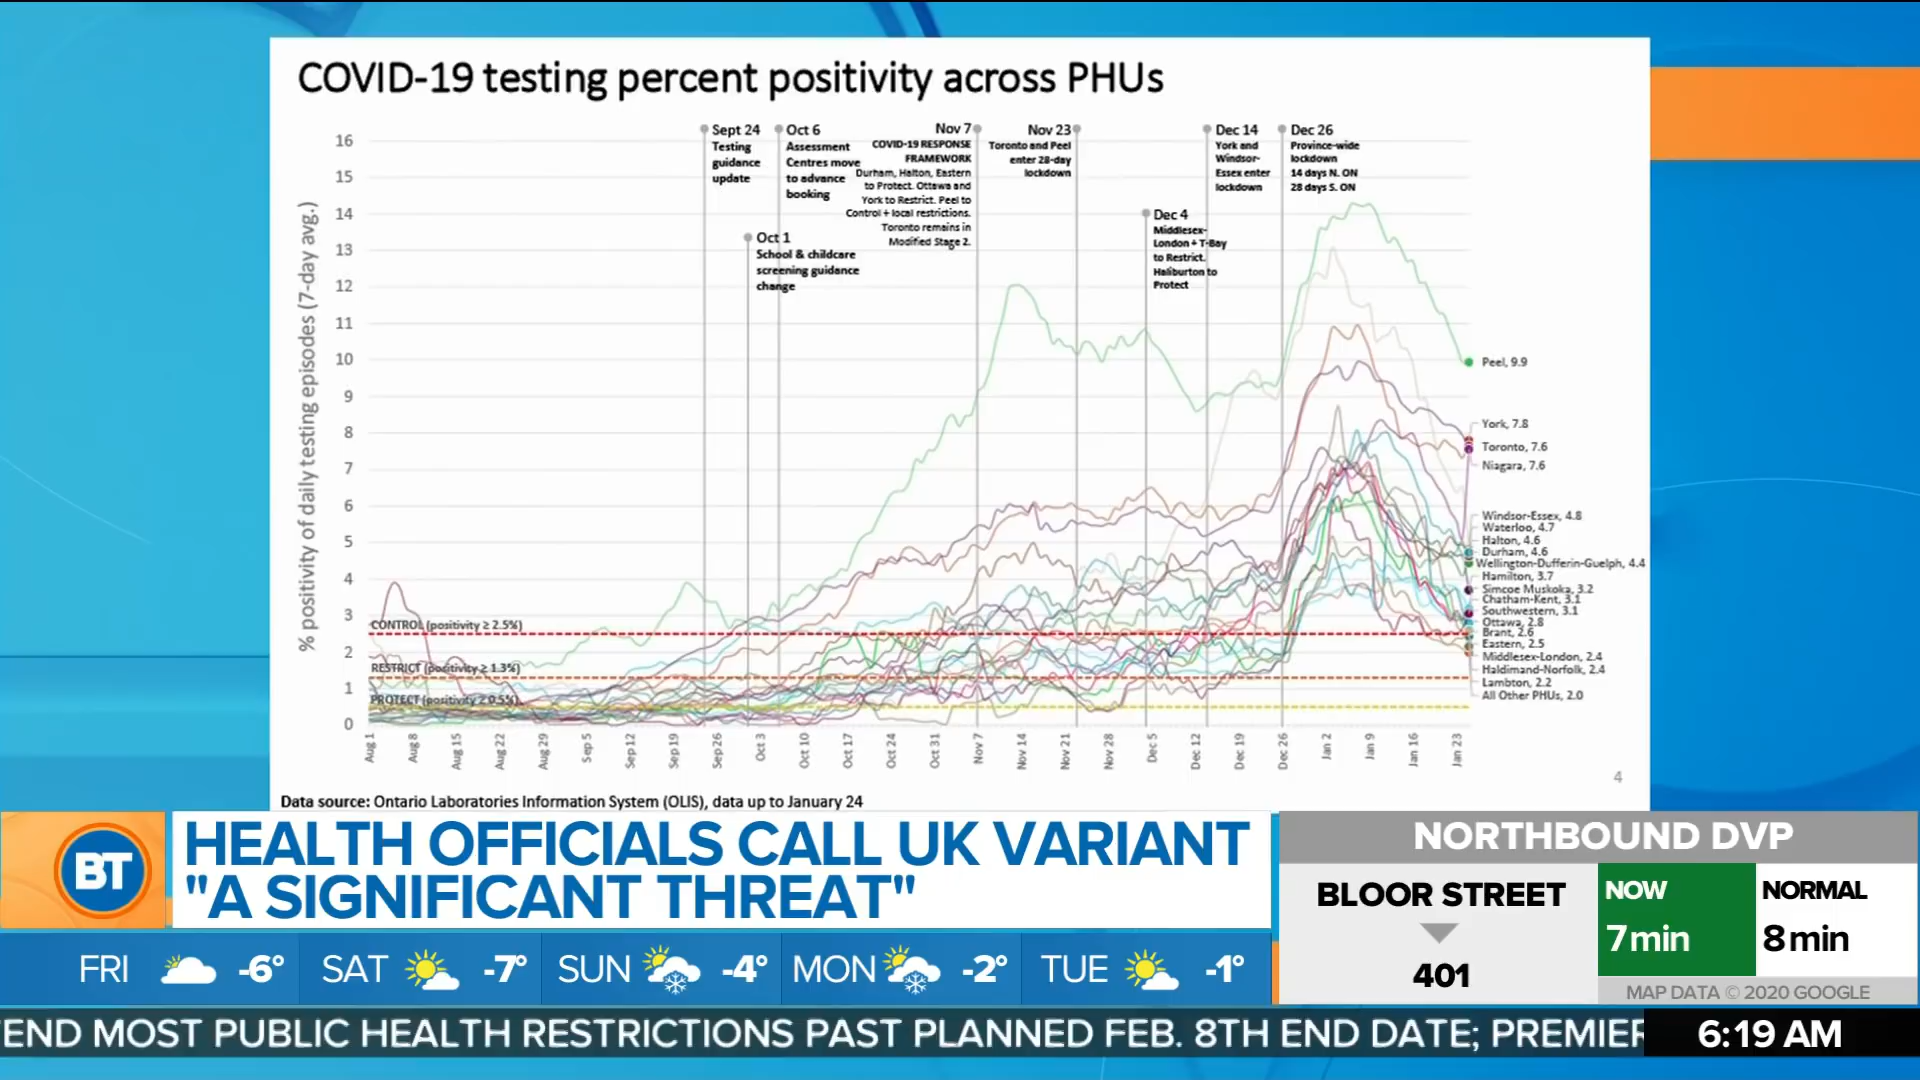 COVID-19 testing percent positivity across PHUs
% positivity of daily testing episodes (7-day avg.)
16
15
14
13
12
11
10
9
8
7
6
5
4
3
2
1
0
Sept 24
Testing
guidance
update
Oct 1
School & childcare
screening guidance
change
Oct 6
Assessment
Centres move
to advance
booking
Nov 7
COVID-19 RESPONSE
FRAMEWORK
Durham, Halton, Eastern
to Protect. Ottawa and
York to Restrict. Peel to
Control + local restrictions.
Toronto remains in
Modified Stage 2.
Nov 23
Toronto and Peel
enter 28-day
lockdown
Dec 4
Middlesex-
London + T-Bay
to Restrict.
Haliburton to
Protect
Dec 14
York and
Windsor-
Essex enter
lockdown
Dec 26
Province-wide
lockdown
14 days N. ON
28 days S. ON
CONTROL (positivity ≥ 2.5%)
RESTRICT (positivity ≥ 1.3%)
PROTECT (positivity ≥ 0.5%)
Peel, 9.9
York, 7.8
Toronto, 7.6
Niagara, 7.6
Windsor-Essex, 4.8
Waterloo, 4.7
Halton, 4.6
Durham, 4.6
Wellington-Dufferin-Guelph, 4.4
Hamilton, 3.7
Simcoe Muskoka, 3.2
Chatham-Kent, 3.1
Southwestern, 3.1
Ottawa, 2.8
Brant, 2.6
Eastern, 2.5
Middlesex-London, 2.4
Haldimand-Norfolk, 2.4
Lambton, 2.2
All Other PHUs, 2.0
Aug 1
Aug 8
Aug 15
Aug 22
Aug 29
Sep 5
Sep 12
Sep 19
Sep 26
Oct 3
Oct 10
Oct 17
Oct 24
Oct 31
Nov 7
Nov 14
Nov 21
Nov 28
Dec 5
Dec 12
Dec 19
Dec 26
Jan 2
Jan 9
Jan 16
Jan 23
4
Data source: Ontario Laboratories Information System (OLIS), data up to January 24
BT
HEALTH OFFICIALS CALL UK VARIANT
"A SIGNIFICANT THREAT"
NORTHBOUND DVP
BLOOR STREET
401
NOW
7 min
NORMAL
8 min
MAP DATA © 2020 GOOGLE
FRI -6° SAT -7° SUN -4° MON -2° TUE -1°
END MOST PUBLIC HEALTH RESTRICTIONS PAST PLANNED FEB. 8TH END DATE; PREMIER
6:19 AM